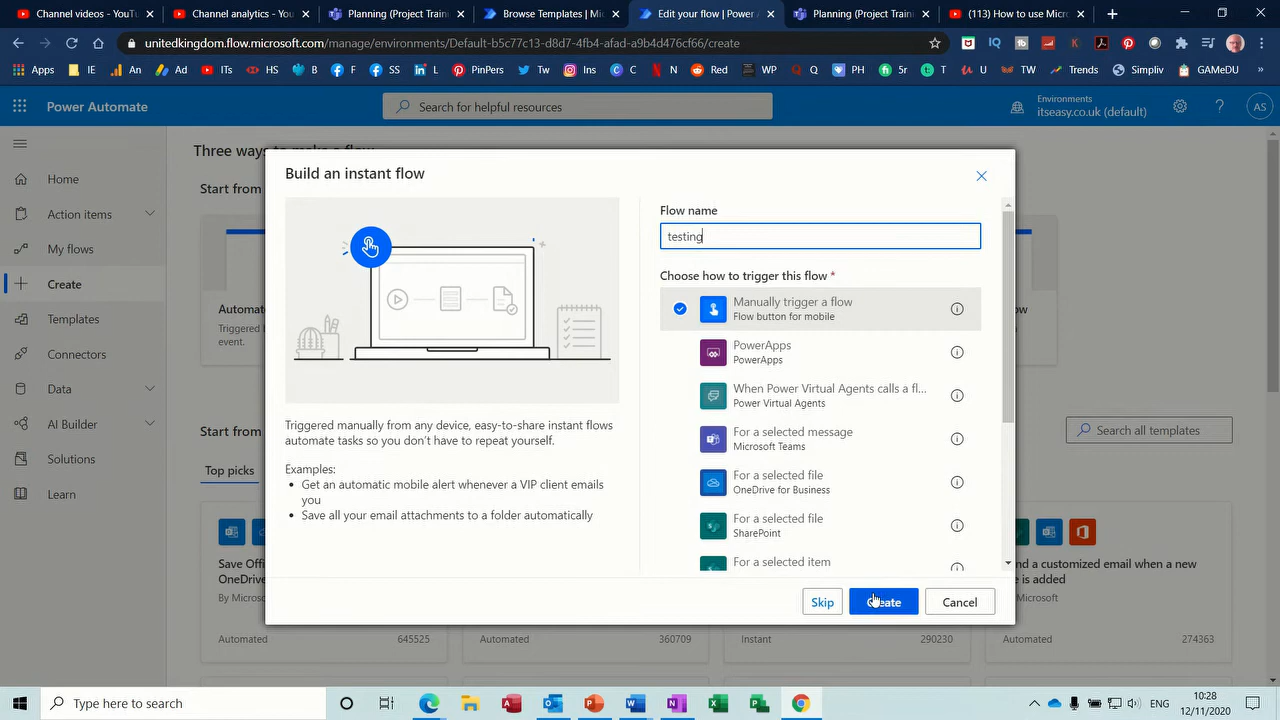 Channel analytics - YouT
Channel analytics - YouT
Planning (Project Traini
Browse Templates | Mic
Edit your flow | Power A
Planning (Project Traini
(113) How to use Micro
unitedkingdom.flow.microsoft.com/manage/environments/Default-b5c77c13-d8d7-4fb4-afad-a9b4d476cf66/create
Apps
IE
An
Ad
ITs
HS
B
FF
SS
L
PinPers
Tw
Ins
C
N
Red
WP
Q
PH
5r
T
U
TW
Trends
Simplish
GAMeDU
»
Power Automate
Search for helpful resources
Environments
itseasy.co.uk (default)
AS
Home
Action items
My flows
Create
Templates
Connectors
Data
AI Builder
Solutions
Learn
Three ways to make a flow
Start from
Automate
Triggered b
event.
ow
Start from
Search all templates
Top picks
Save Offi
OneDrive
By Micros
Automated
645525
Automated
360709
Instant
290230
nd a customized email when a new
e is added
Microsoft
Automated
274363
Build an instant flow
Triggered manually from any device, easy-to-share instant flows
automate tasks so you don't have to repeat yourself.
Examples:
• Get an automatic mobile alert whenever a VIP client emails
you
• Save all your email attachments to a folder automatically
Flow name
testing
Choose how to trigger this flow *
Manually trigger a flow
Flow button for mobile
PowerApps
PowerApps
When Power Virtual Agents calls a fl...
Power Virtual Agents
For a selected message
Microsoft Teams
For a selected file
OneDrive for Business
For a selected file
SharePoint
For a selected item
Skip
Create
Cancel
Type here to search
ENG
10:28
12/11/2020